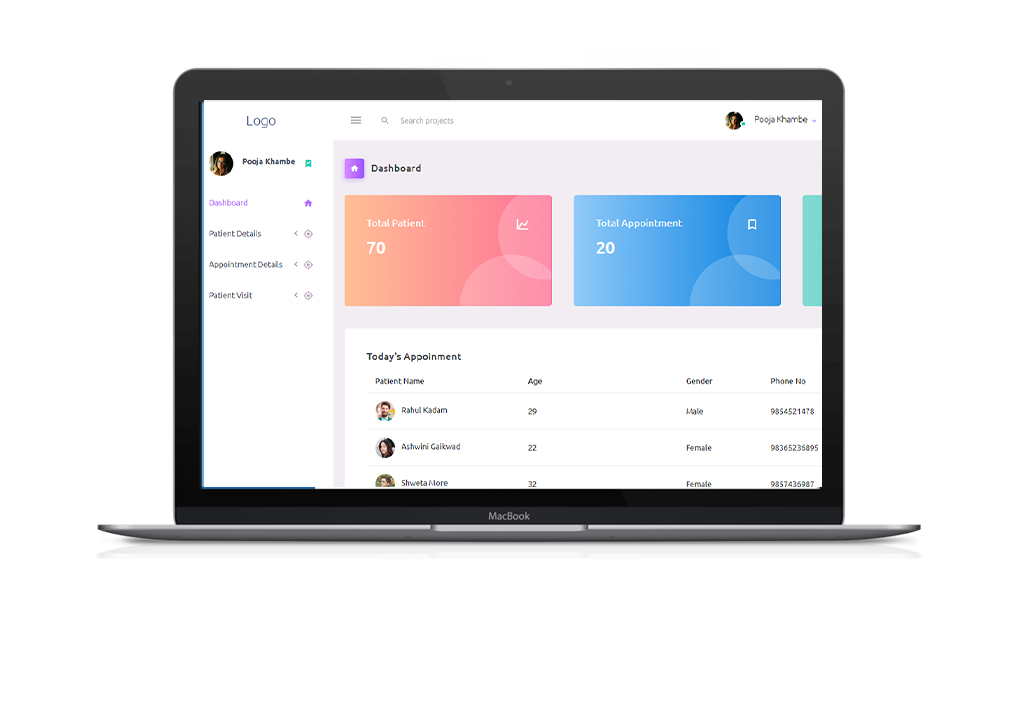 Logo
Search projects
Pooja Khambe
Pooja Khambe
Dashboard
Patient Details
Appointment Details
Patient Visit
Dashboard
Total Patient
70
Total Appointment
20
Today's Appoinment
Patient Name Age Gender Phone No
Rahul Kadam 29 Male 9854521478
Ashwini Gaikwad 22 Female 98365236895
Shweta More 32 Female 9857436987
MacBook